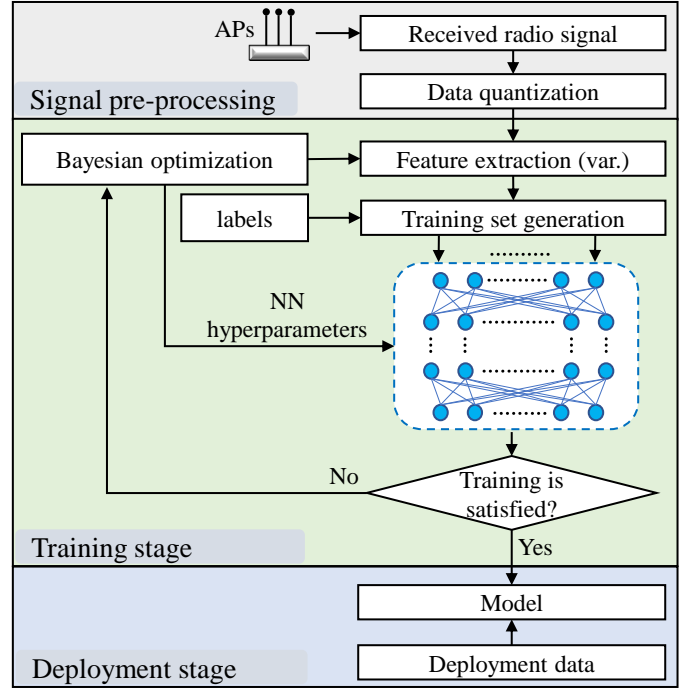 APs
Received radio signal
Signal pre-processing
Data quantization
Bayesian optimization
Feature extraction (var.)
labels
Training set generation
NN
hyperparameters
No
Training is
satisfied?
Yes
Training stage
Model
Deployment stage
Deployment data